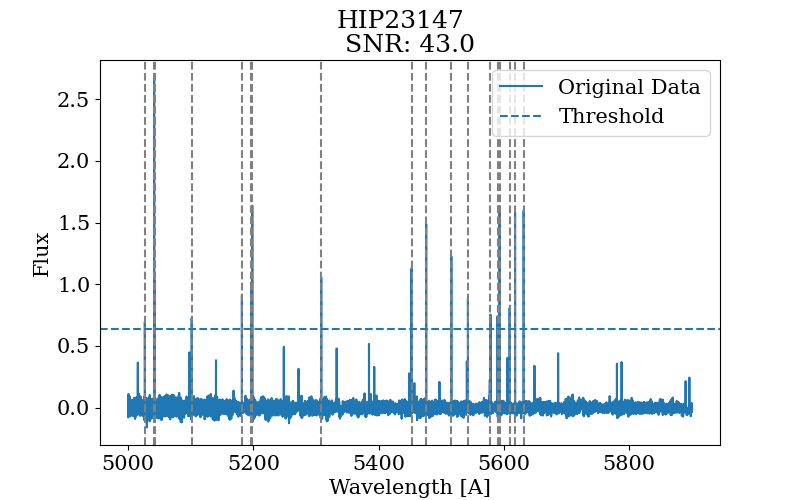 HIP23147
SNR: 43.0
Original Data
Threshold
2.5
2.0
1.5
1.0
0.5
0.0
Flux
5000 5200 5400 5600 5800
Wavelength [A]